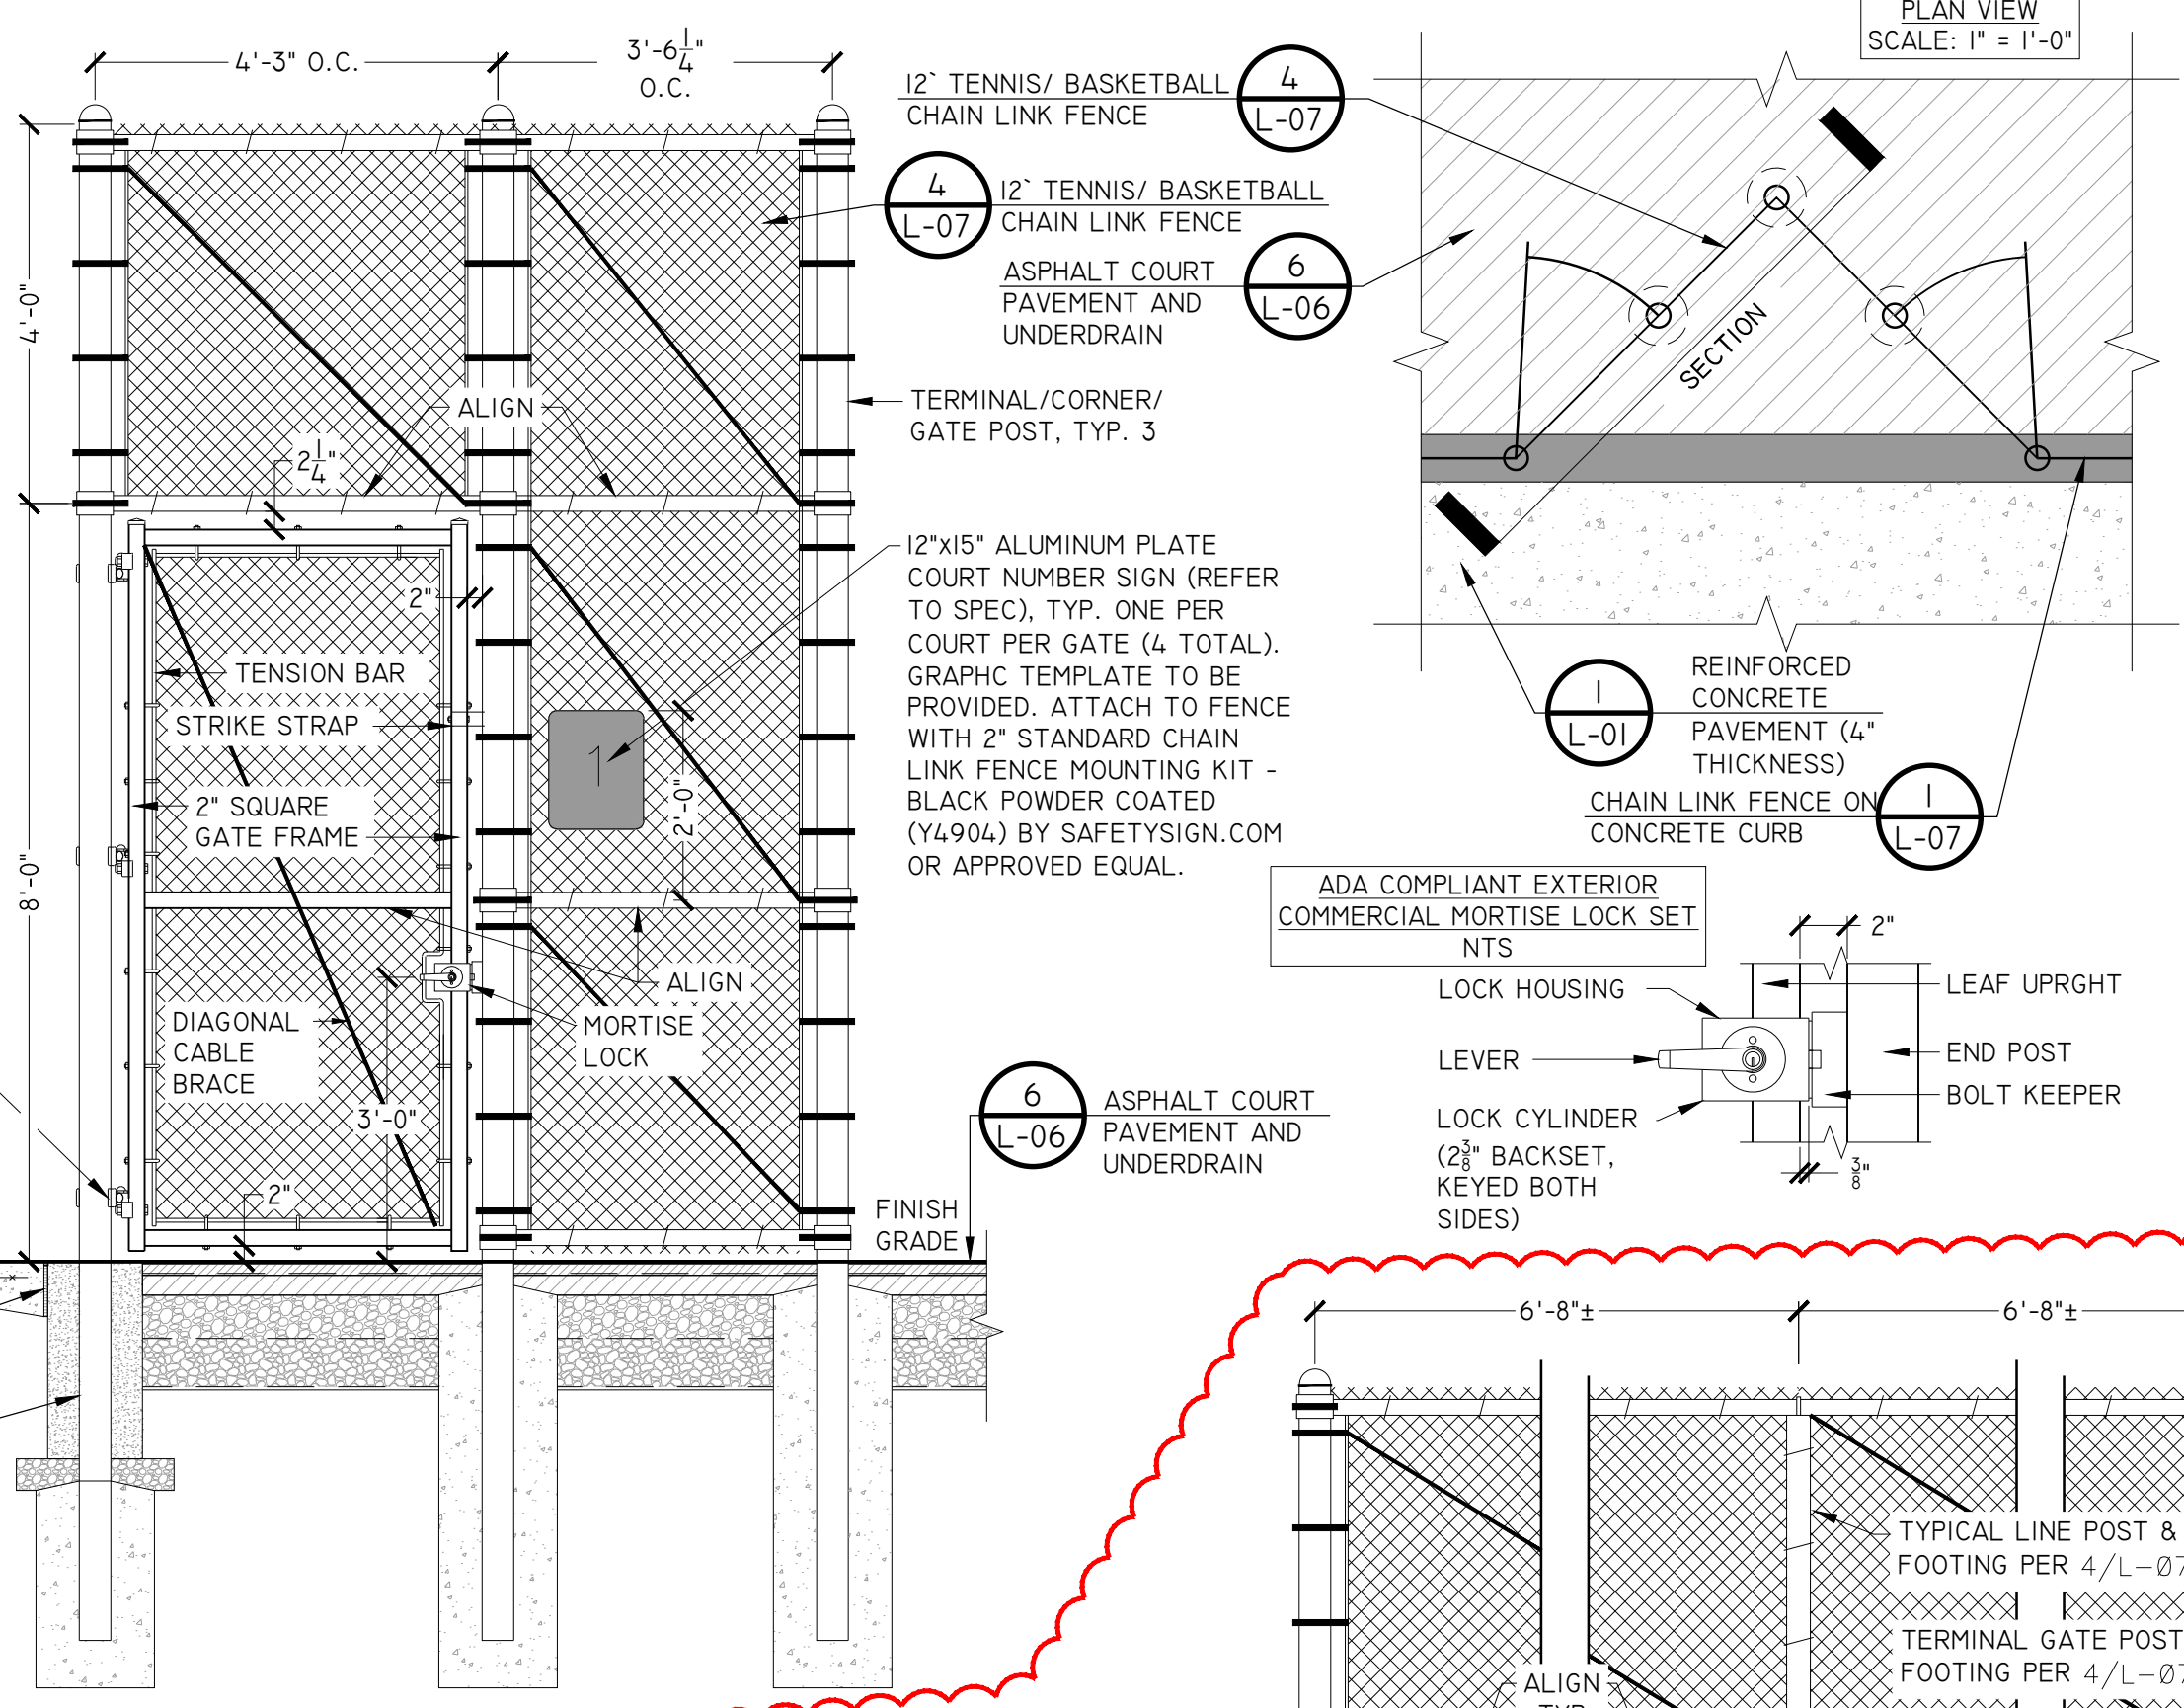 4'-3" O.C.
3'-6 1/4"
O.C.
4'-0"
8'-0"
ALIGN
2 1/4"
2"
TENSION BAR
STRIKE STRAP
2" SQUARE
GATE FRAME
DIAGONAL
CABLE
BRACE
3'-0"
2"
1
2'-0"
ALIGN
MORTISE
LOCK
12` TENNIS/ BASKETBALL
CHAIN LINK FENCE
4
L-07
4
L-07
12` TENNIS/ BASKETBALL
CHAIN LINK FENCE
ASPHALT COURT
PAVEMENT AND
UNDERDRAIN
6
L-06
TERMINAL/CORNER/
GATE POST, TYP. 3
12"x15" ALUMINUM PLATE
COURT NUMBER SIGN (REFER
TO SPEC), TYP. ONE PER
COURT PER GATE (4 TOTAL).
GRAPHC TEMPLATE TO BE
PROVIDED. ATTACH TO FENCE
WITH 2" STANDARD CHAIN
LINK FENCE MOUNTING KIT -
BLACK POWDER COATED
(Y4904) BY SAFETYSIGN.COM
OR APPROVED EQUAL.
6
L-06
ASPHALT COURT
PAVEMENT AND
UNDERDRAIN
FINISH
GRADE
PLAN VIEW
SCALE: 1" = 1'-0"
SECTION
1
L-01
REINFORCED
CONCRETE
PAVEMENT (4"
THICKNESS)
CHAIN LINK FENCE ON
CONCRETE CURB
1
L-07
ADA COMPLIANT EXTERIOR
COMMERCIAL MORTISE LOCK SET
NTS
2"
LOCK HOUSING
LEVER
LOCK CYLINDER
(2 3/8" BACKSET,
KEYED BOTH
SIDES)
LEAF UPRGHT
END POST
BOLT KEEPER
3/8"
6'-8"±
6'-8"±
TYPICAL LINE POST &
FOOTING PER 4/L-Ø7
TERMINAL GATE POST
FOOTING PER 4/L-Ø7
ALIGN
TYP